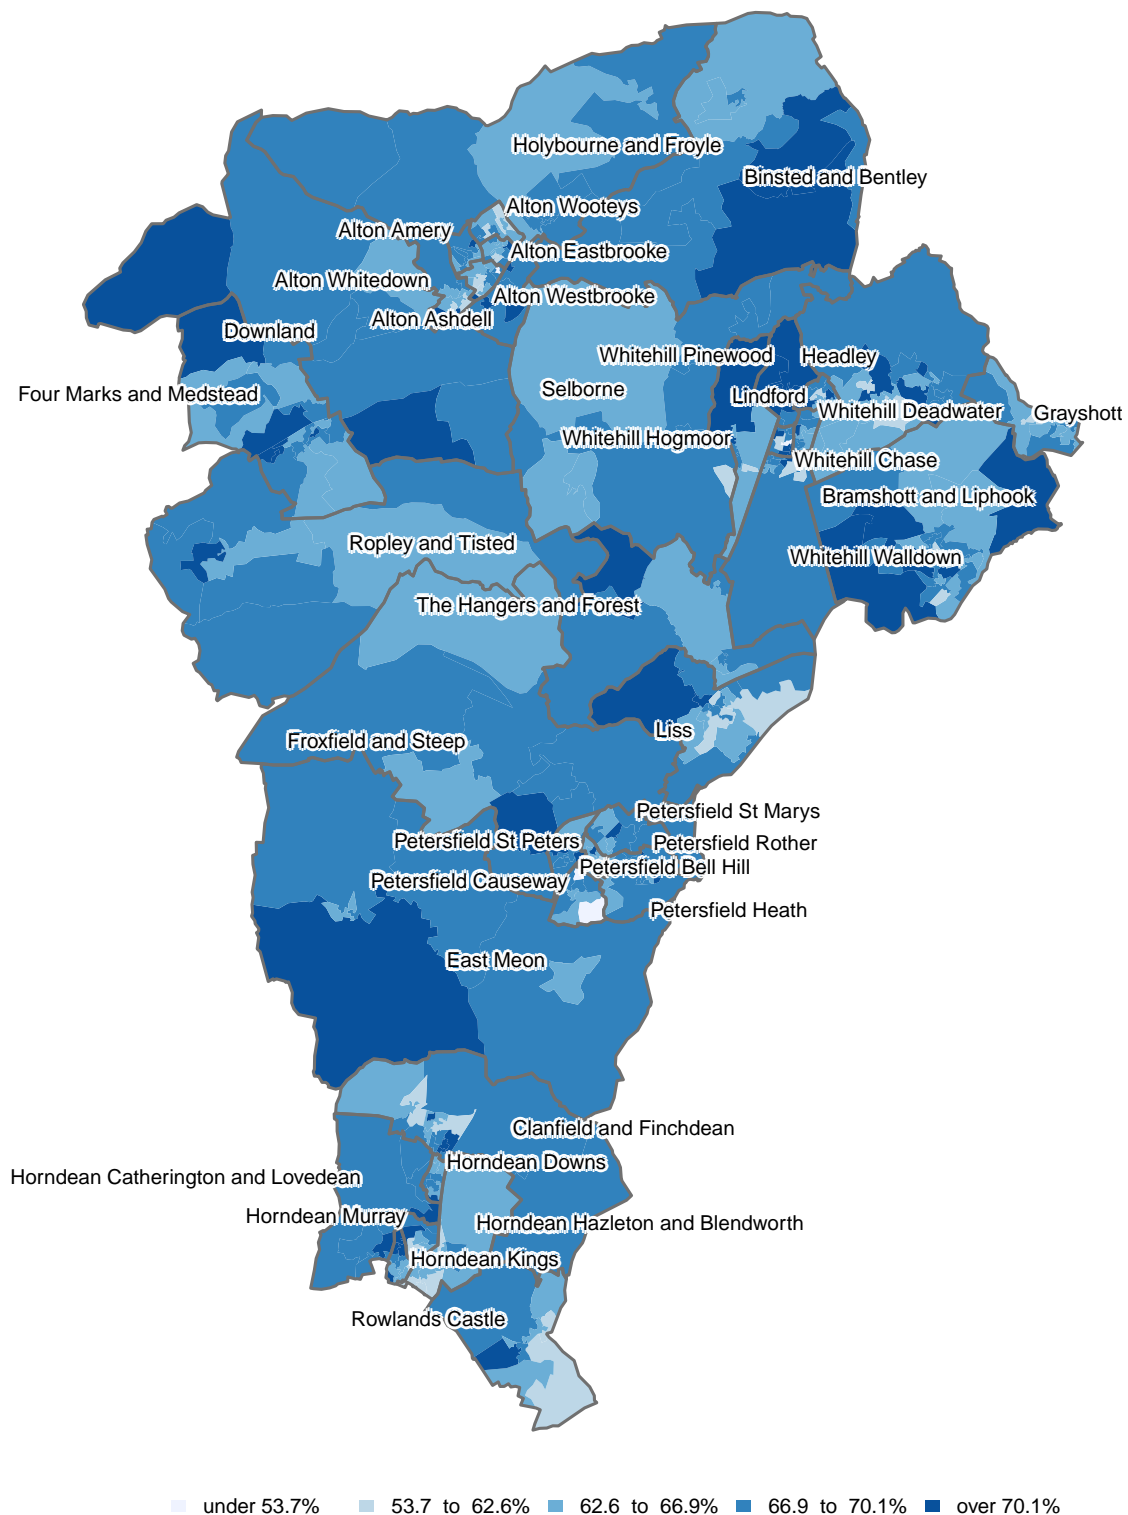 Holybourne and Froyle
Binsted and Bentley
Alton Wooteys
Alton Amery
Alton Eastbrooke
Alton Whitedown
Alton Westbrooke
Alton Ashdell
Downland
Whitehill Pinewood
Headley
Selborne
Four Marks and Medstead
Lindford
Whitehill Deadwater
Grayshott
Whitehill Hogmoor
Whitehill Chase
Bramshott and Liphook
Ropley and Tisted
Whitehill Walldown
The Hangers and Forest
Liss
Froxfield and Steep
Petersfield St Marys
Petersfield St Peters
Petersfield Rother
Petersfield Bell Hill
Petersfield Causeway
Petersfield Heath
East Meon
Clanfield and Finchdean
Horndean Downs
Horndean Catherington and Lovedean
Horndean Murray
Horndean Hazleton and Blendworth
Horndean Kings
Rowlands Castle
under 53.7% 53.7 to 62.6% 62.6 to 66.9% 66.9 to 70.1% over 70.1%